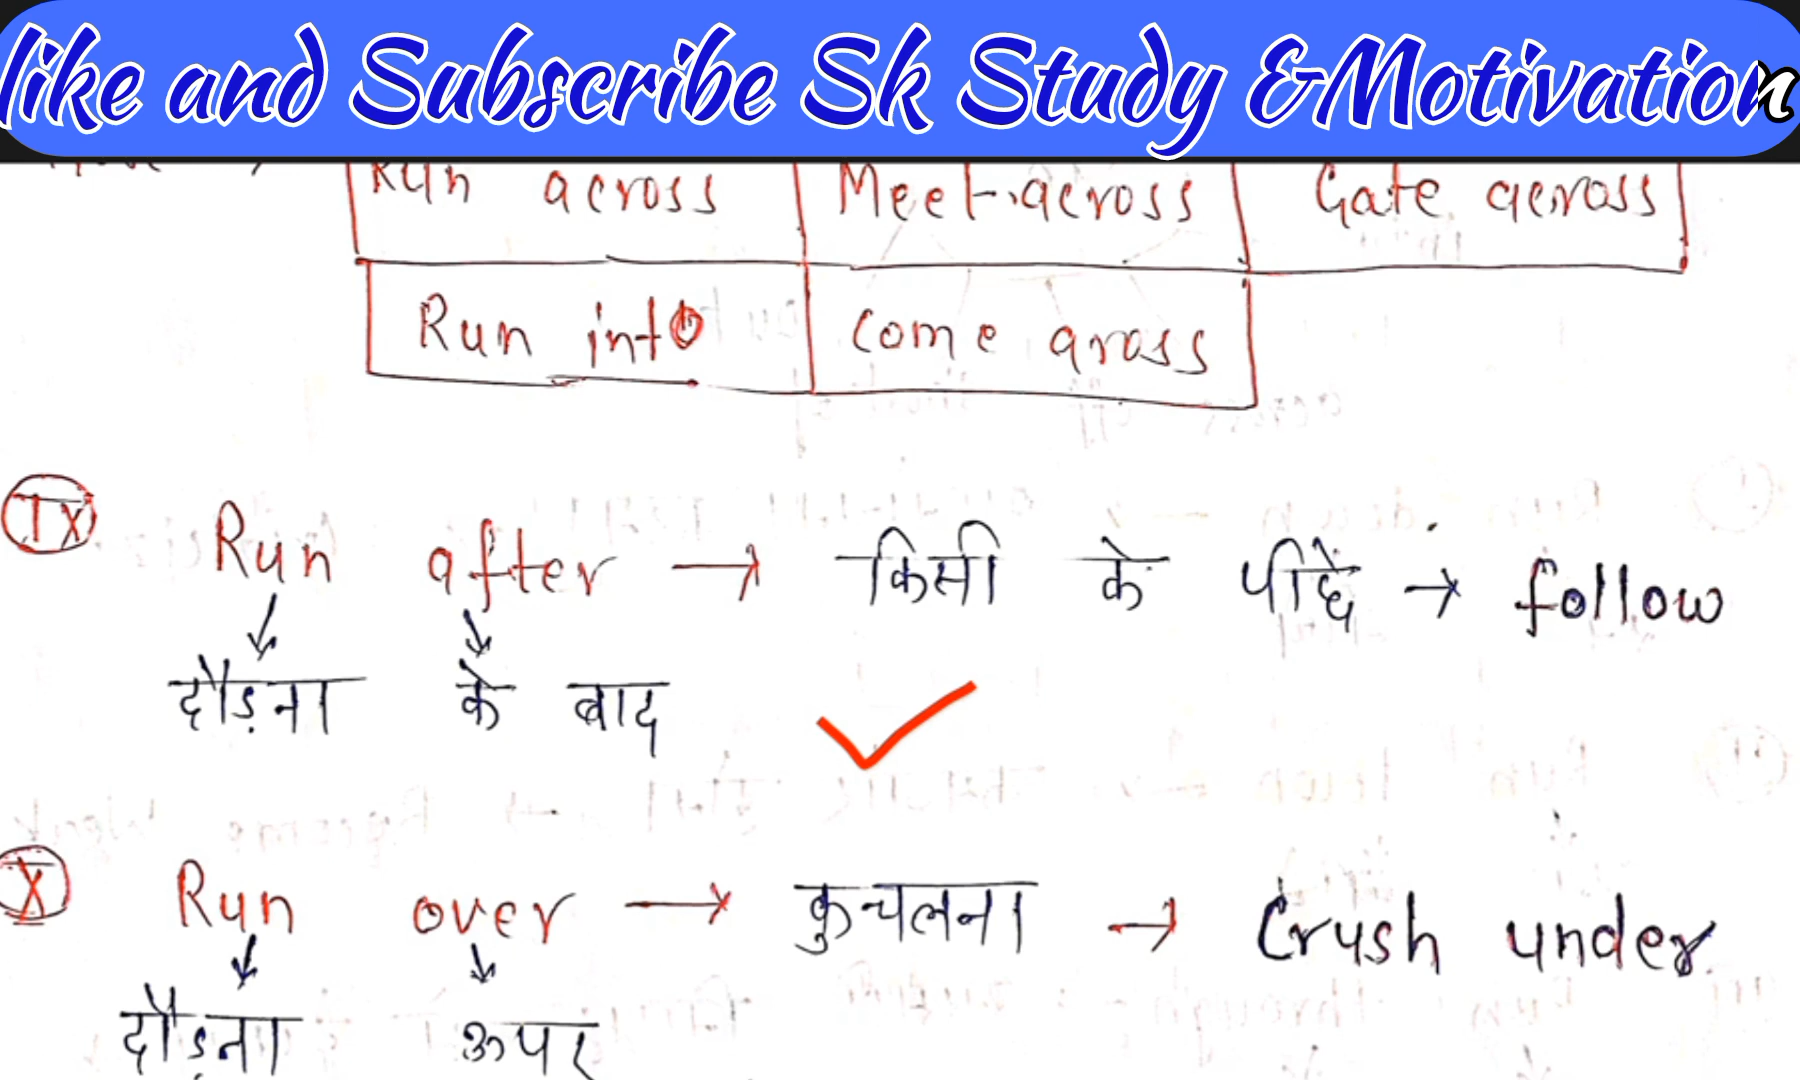 like and Subscribe Sk Study &Motivation
Run across Meet across Gate across
Run into Come aross
IX Run after → किसी के पीछे → follow
दौड़ना के बाद
X Run over → कुचलना → Crush under
दौड़ना ऊपर